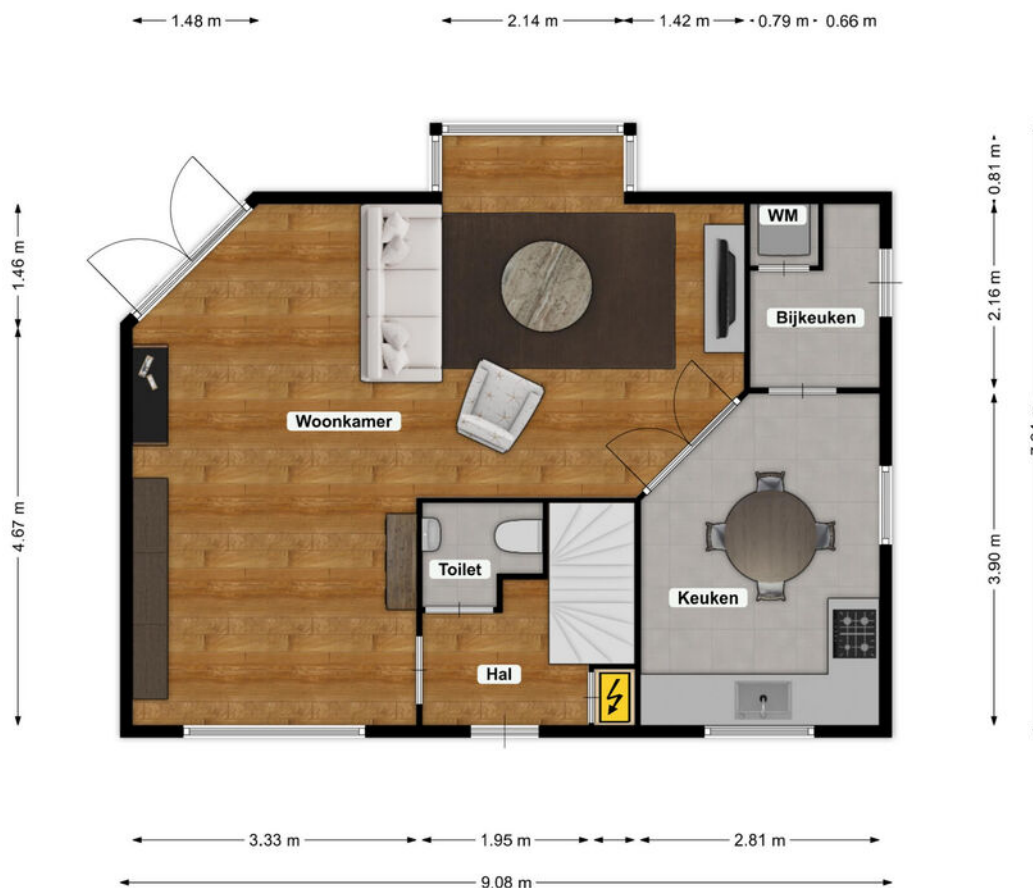 1.48 m
2.14 m
1.42 m
0.79 m
0.66 m
0.81 m
WM
1.46 m
2.16 m
Bijkeuken
Woonkamer
4.67 m
Toilet
3.90 m
Keuken
Hal
3.33 m
1.95 m
2.81 m
9.08 m